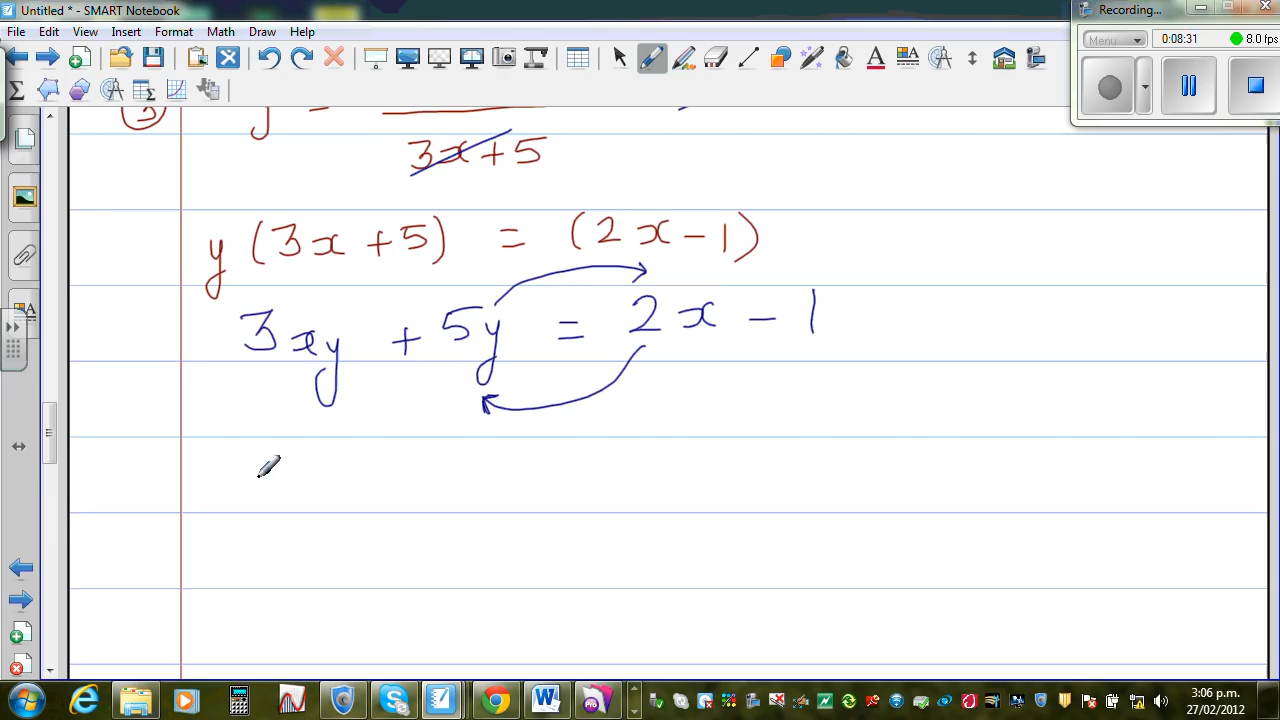 Untitled * - SMART Notebook
Recording...
File Edit View Insert Format Math Draw Help
Menu
0:08:31
8.0 fps
3 y =
3x + 5
y (3x + 5) = (2x - 1)
3xy + 5y = 2x - 1
3:06 p.m.
27/02/2012